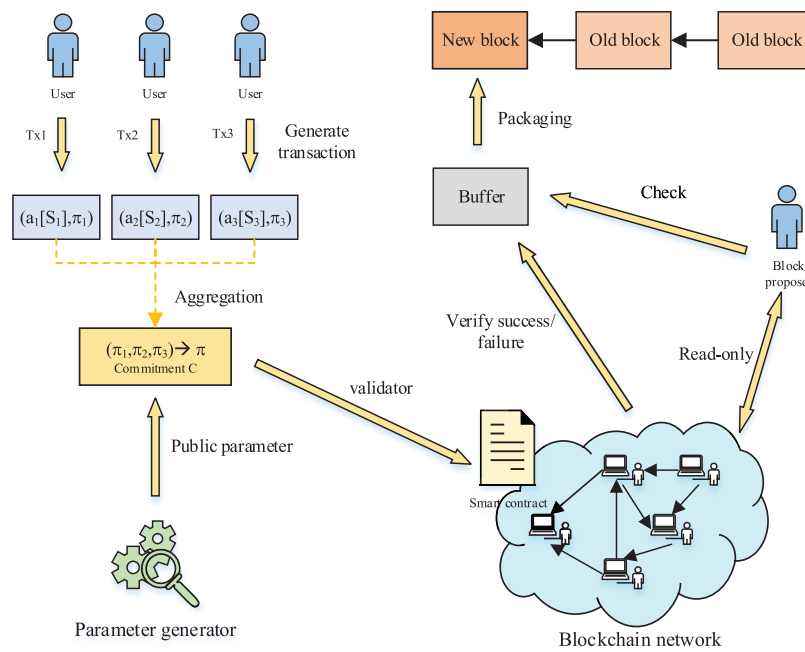 User
User
User
Tx1
Tx2
Tx3
Generate
transaction
(a₁[S₁],π₁)
(a₂[S₂],π₂)
(a₃[S₃],π₃)
Aggregation
(π₁,π₂,π₃)→ π
Commitment C
Public parameter
Parameter generator
validator
Smart contract
New block
Old block
Old block
Packaging
Buffer
Check
Block
propose
Verify success/
failure
Read-only
Blockchain network